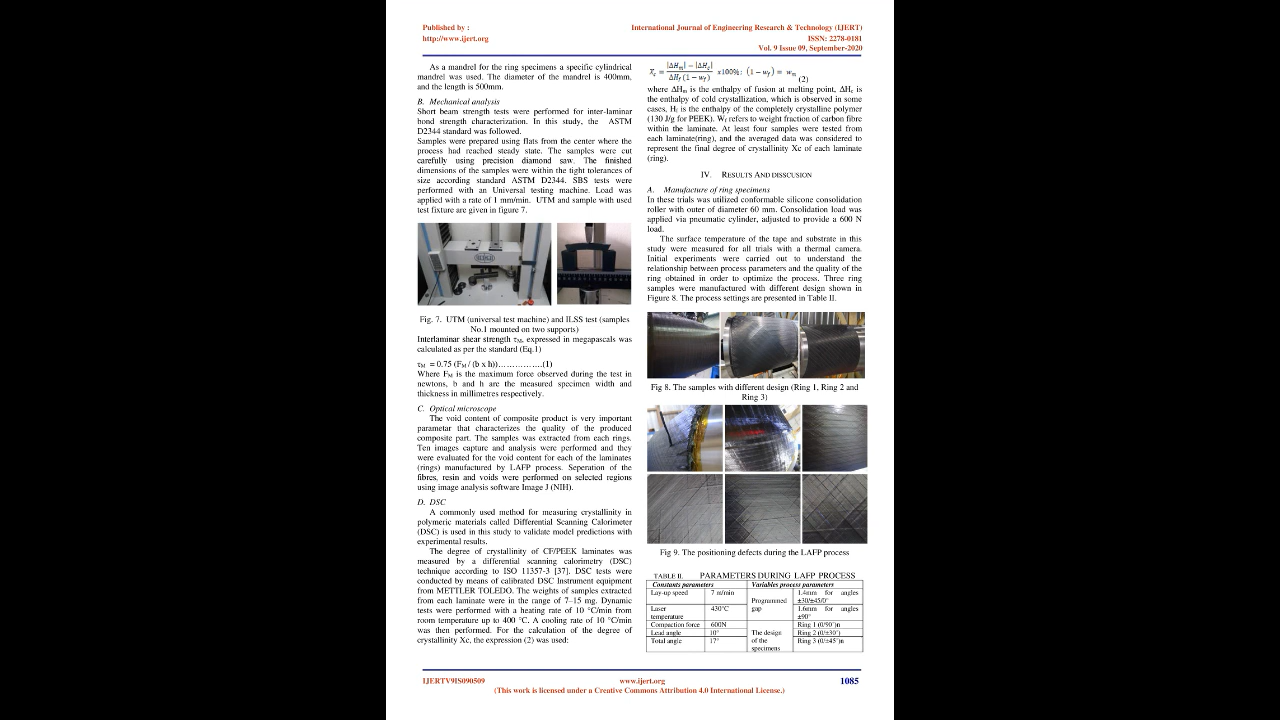 Published by :
http://www.ijert.org
International Journal of Engineering Research & Technology (IJERT)
ISSN: 2278-0181
Vol. 9 Issue 09, September-2020
As a mandrel for the ring specimens a specific cylindrical
mandrel was used. The diameter of the mandrel is 400mm,
and the length is 500mm.
B. Mechanical analysis
Short beam strength tests were performed for inter-laminar
bond strength characterization. In this study, the ASTM
D2344 standard was followed.
Samples were prepared using flats from the center where the
process had reached steady state. The samples were cut
carefully using precision diamond saw. The finished
dimensions of the samples were within the tight tolerances of
size according standard ASTM D2344. SBS tests were
performed with an Universal testing machine. Load was
applied with a rate of 1 mm/min. UTM and sample with used
test fixture are given in figure 7.
Fig. 7. UTM (universal test machine) and ILSS test (samples
No.1 mounted on two supports)
Interlaminar shear strength τM, expressed in megapascals was
calculated as per the standard (Eq.1)
τM = 0.75 (FM / (b x h))……………(1)
Where FM is the maximum force observed during the test in
newtons, b and h are the measured specimen width and
thickness in millimetres respectively.
C. Optical microscope
The void content of composite product is very important
paramatar that characterizes the quality of the produced
composite part. The samples was extracted from each rings.
Ten images capture and analysis were performed and they
were evaluated for the void content for each of the laminates
(rings) manufactured by LAFP process. Seperation of the
fibres, resin and voids were performed on selected regions
using image analysis software Image J (NIH).
D. DSC
A commonly used method for measuring crystallinity in
polymeric materials called Differential Scanning Calorimeter
(DSC) is used in this study to validate model predictions with
experimental results.
The degree of crystallinity of CF/PEEK laminates was
measured by a differential scanning calorimetry (DSC)
technique according to ISO 11357-3 [37]. DSC tests were
conducted by means of calibrated DSC Instrument equipment
from METTLER TOLEDO. The weights of samples extracted
from each laminate were in the range of 7–15 mg. Dynamic
tests were performed with a heating rate of 10 °C/min from
room temperature up to 400 °C. A cooling rate of 10 °C/min
was then performed. For the calculation of the degree of
crystallinity Xc, the expression (2) was used:
Xc = |ΔHm| − |ΔHc| / ΔHf (1 − wf) x100%: (1 − wf) = wm (2)
where ΔHm is the enthalpy of fusion at melting point, ΔHc is
the enthalpy of cold crystallization, which is observed in some
cases, Hf is the enthalpy of the completely crystalline polymer
(130 J/g for PEEK). Wf refers to weight fraction of carbon fibre
within the laminate. At least four samples were tested from
each laminate(ring), and the averaged data was considered to
represent the final degree of crystallinity Xc of each laminate
(ring).
IV. RESULTS AND DISSCUSION
A. Manufacture of ring specimens
In these trials was utilized conformable silicone consolidation
roller with outer of diameter 60 mm. Consolidation load was
applied via pneumatic cylinder, adjusted to provide a 600 N
load.
The surface temperature of the tape and substrate in this
study were measured for all trials with a thermal camera.
Initial experiments were carried out to understand the
relationship between process parameters and the quality of the
ring obtained in order to optimize the process. Three ring
samples were manufactured with different design shown in
Figure 8. The process settings are presented in Table II.
Fig 8. The samples with different design (Ring 1, Ring 2 and
Ring 3)
Fig 9. The positioning defects during the LAFP process
TABLE II. PARAMETERS DURING LAFP PROCESS
Constants parameters Variables process parameters
Lay-up speed 7 m/min Programmed gap 1.4mm for angles ±30/±45/0°
Laser temperature 430°C 1.6mm for angles ±90°
Compaction force 600N The design of the specimens Ring 1 (0/90°)n
Lead angle 10° Ring 2 (0/±30°)
Total angle 17° Ring 3 (0/±45°)n
IJERTV9IS090509
www.ijert.org
1085
(This work is licensed under a Creative Commons Attribution 4.0 International License.)